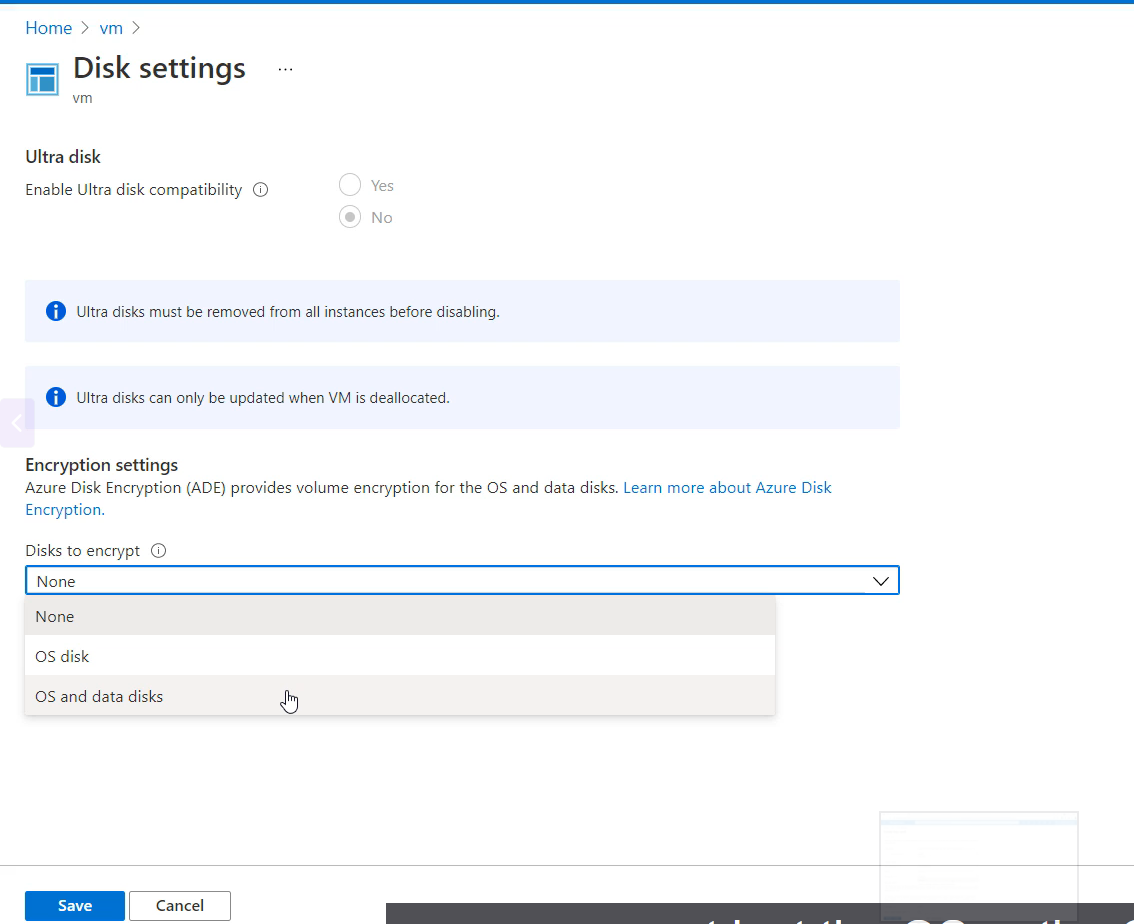 Home > vm >
Disk settings ...
vm
Ultra disk
Enable Ultra disk compatibility
Yes
No
Ultra disks must be removed from all instances before disabling.
Ultra disks can only be updated when VM is deallocated.
Encryption settings
Azure Disk Encryption (ADE) provides volume encryption for the OS and data disks. Learn more about Azure Disk
Encryption.
Disks to encrypt
None
None
OS disk
OS and data disks
Save Cancel